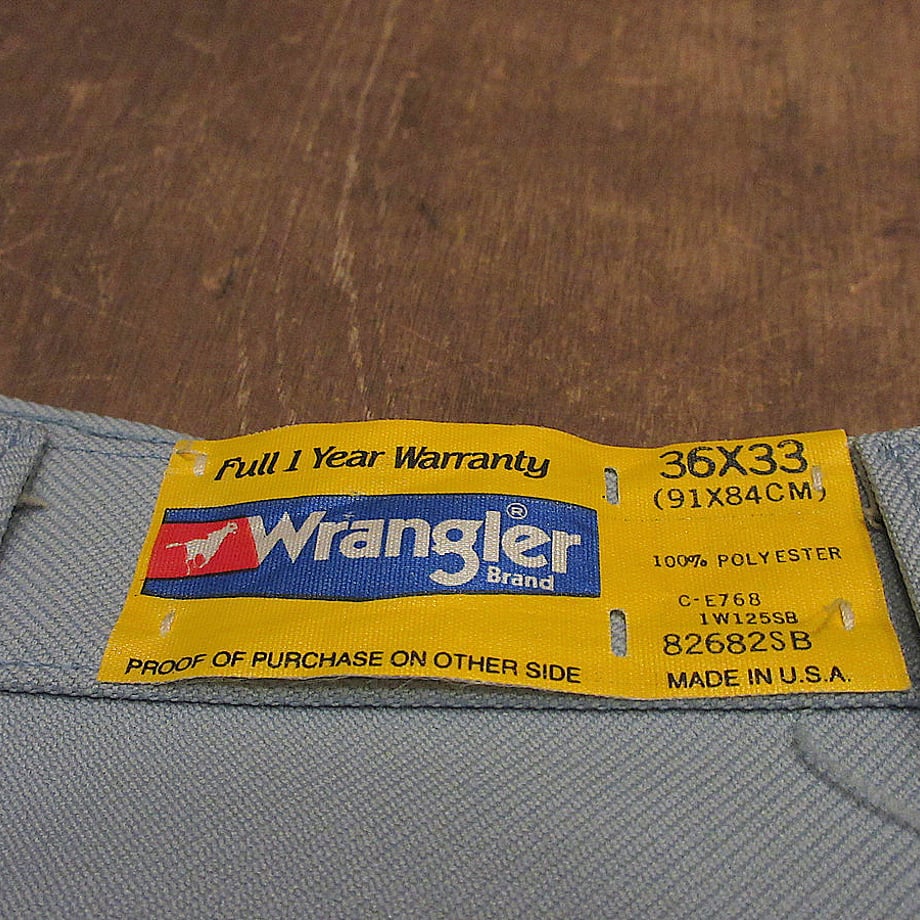 Full 1 Year Warranty
Wrangler®
Brand
PROOF OF PURCHASE ON OTHER SIDE
36X33
(91X84CM)
100% POLYESTER
C-E768
1W125SB
82682SB
MADE IN U.S.A.